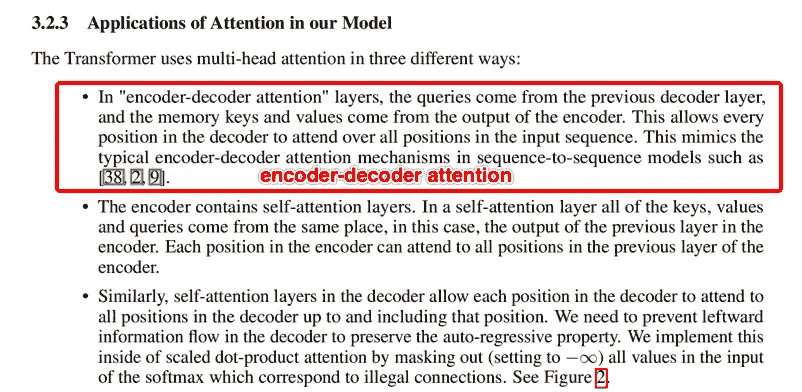 3.2.3 Applications of Attention in our Model
The Transformer uses multi-head attention in three different ways:
• In "encoder-decoder attention" layers, the queries come from the previous decoder layer,
and the memory keys and values come from the output of the encoder. This allows every
position in the decoder to attend over all positions in the input sequence. This mimics the
typical encoder-decoder attention mechanisms in sequence-to-sequence models such as
[38, 2, 9].
encoder-decoder attention
• The encoder contains self-attention layers. In a self-attention layer all of the keys, values
and queries come from the same place, in this case, the output of the previous layer in the
encoder. Each position in the encoder can attend to all positions in the previous layer of the
encoder.
• Similarly, self-attention layers in the decoder allow each position in the decoder to attend to
all positions in the decoder up to and including that position. We need to prevent leftward
information flow in the decoder to preserve the auto-regressive property. We implement this
inside of scaled dot-product attention by masking out (setting to −∞) all values in the input
of the softmax which correspond to illegal connections. See Figure 2.